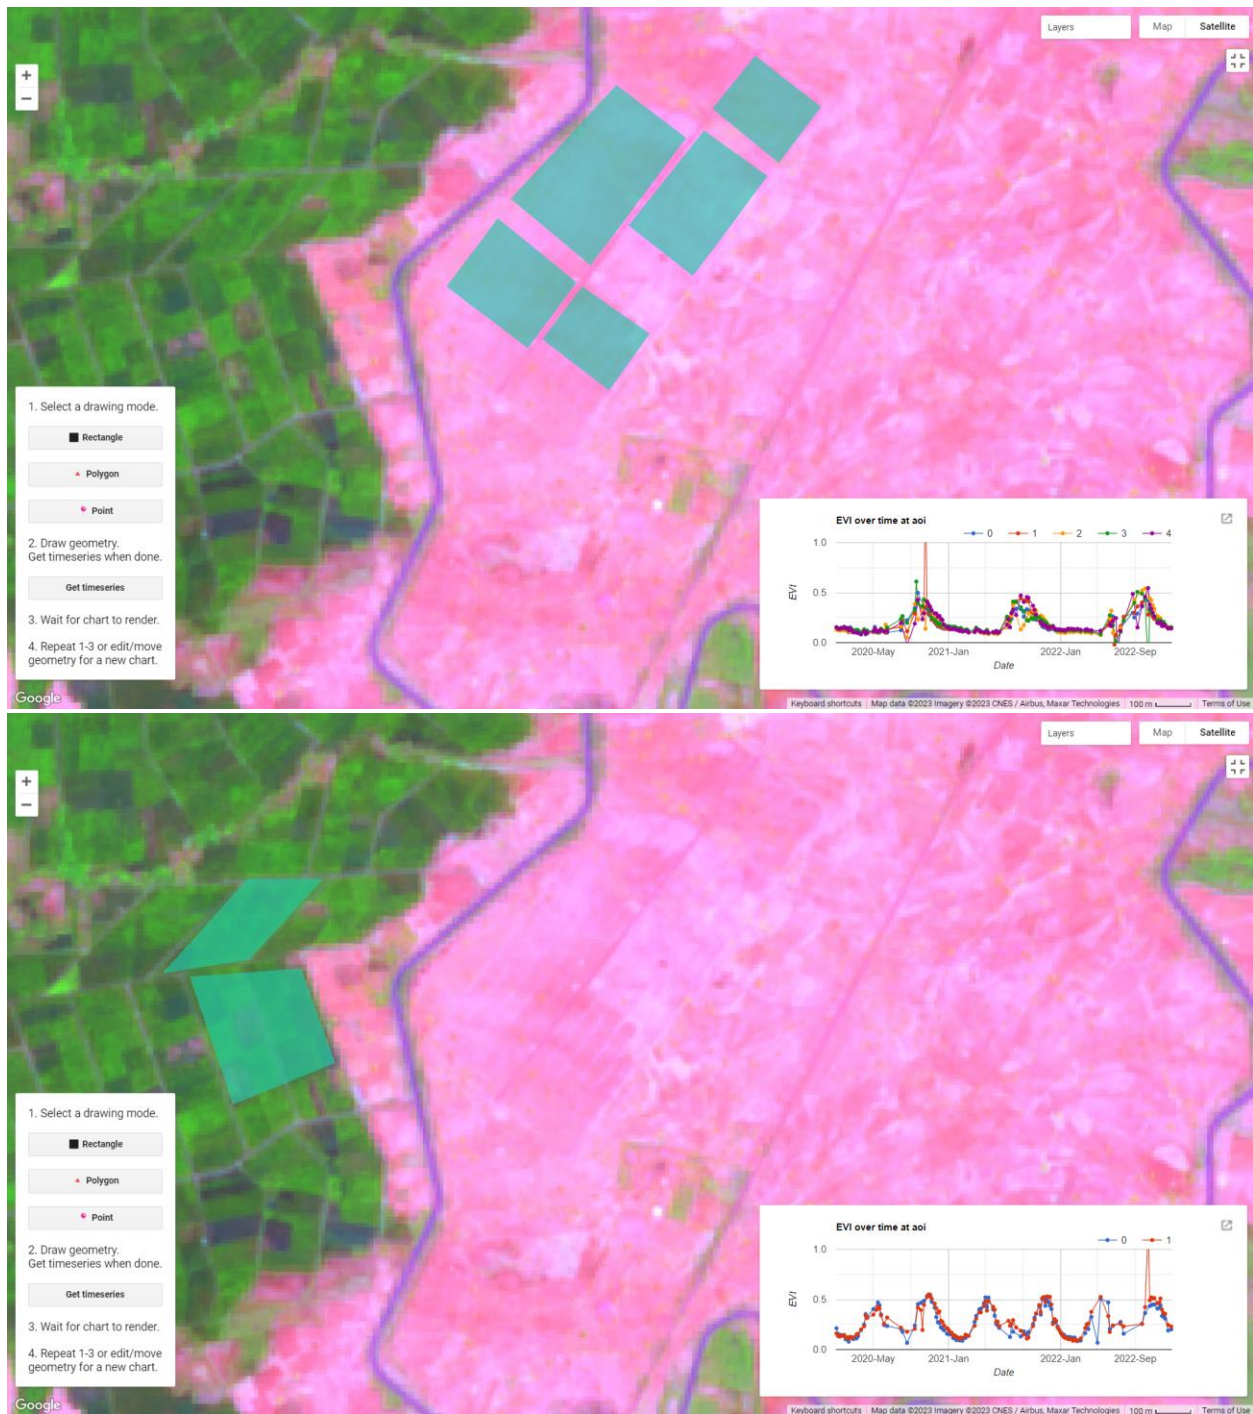 Layers
Map
Satellite
+
−
1. Select a drawing mode.
Rectangle
Polygon
Point
2. Draw geometry.
Get timeseries when done.
Get timeseries
3. Wait for chart to render.
4. Repeat 1-3 or edit/move
geometry for a new chart.
Google
EVI over time at aoi
0 1 2 3 4
1.0
0.5
0.0
EVI
2020-May 2021-Jan 2022-Jan 2022-Sep
Date
Keyboard shortcuts Map data ©2023 Imagery ©2023 CNES / Airbus, Maxar Technologies 100 m Terms of Use
Layers
Map
Satellite
+
−
1. Select a drawing mode.
Rectangle
Polygon
Point
2. Draw geometry.
Get timeseries when done.
Get timeseries
3. Wait for chart to render.
4. Repeat 1-3 or edit/move
geometry for a new chart.
Google
EVI over time at aoi
0 1
1.0
0.5
0.0
EVI
2020-May 2021-Jan 2022-Jan 2022-Sep
Date
Keyboard shortcuts Map data ©2023 Imagery ©2023 CNES / Airbus, Maxar Technologies 100 m Terms of Use